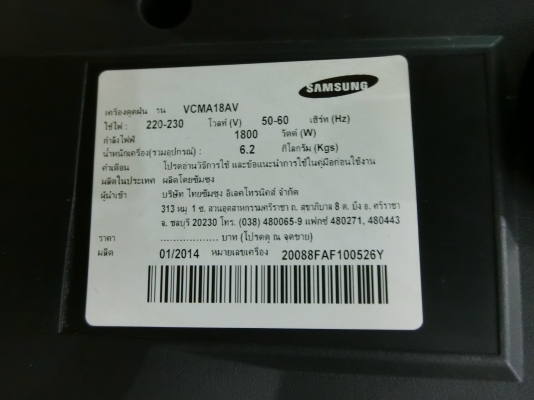 SAMSUNG
เครื่องดูดฝุ่น รุ่น VCMA18AV
ใช้ไฟ : 220-230 โวลท์ (V) 50-60 เฮิร์ท (Hz)
กำลังไฟฟ้า 1800 วัตต์ (W)
น้ำหนักเครื่อง(รวมอุปกรณ์) : 6.2 กิโลกรัม (Kgs)
คำเตือน โปรดอ่านวิธีการใช้ และข้อแนะนำการใช้ในคู่มือก่อนใช้งาน
ผลิตในประเทศ ผลิตโดยซัมซุง
ผู้นำเข้า บริษัท ไทยซัมซุง อิเลคโทรนิคส์ จำกัด
313 หมู่ 1 ซ. สวนอุตสาหกรรมศรีราชา ถ. สุขาภิบาล 8 ต. บึง อ. ศรีราชา
จ. ชลบุรี 20230 โทร. (038) 480065-9 แฟกซ์ 480271, 480443
ราคา .................. บาท (โปรดดู ณ จุดขาย)
ผลิต 01/2014 หมายเลขเครื่อง 20088FAF100526Y